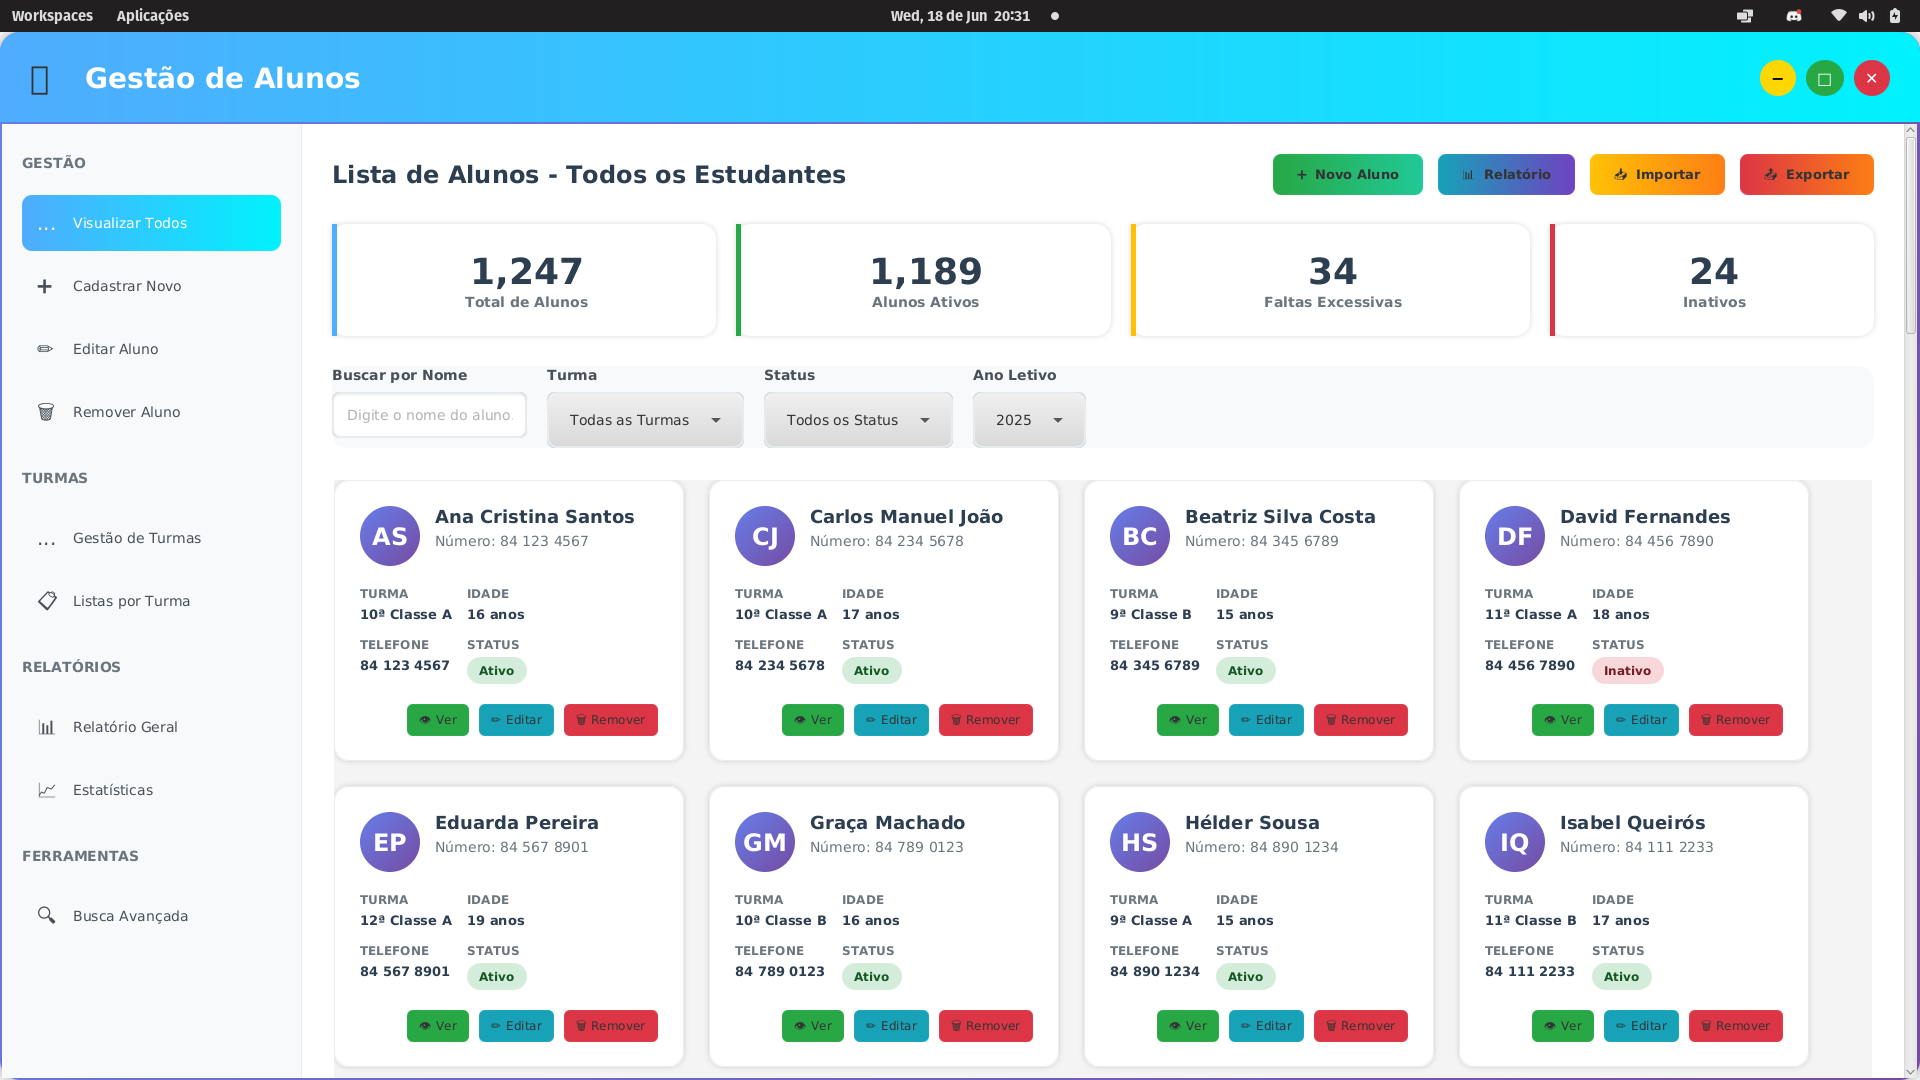 Workspaces Aplicações Wed, 18 de Jun 20:31
Gestão de Alunos
GESTÃO
... Visualizar Todos
+ Cadastrar Novo
Editar Aluno
Remover Aluno
TURMAS
... Gestão de Turmas
Listas por Turma
RELATÓRIOS
Relatório Geral
Estatísticas
FERRAMENTAS
Busca Avançada
Lista de Alunos - Todos os Estudantes
+ Novo Aluno
Relatório
Importar
Exportar
1,247
Total de Alunos
1,189
Alunos Ativos
34
Faltas Excessivas
24
Inativos
Buscar por Nome
Digite o nome do aluno.
Turma
Todas as Turmas
Status
Todos os Status
Ano Letivo
2025
AS
Ana Cristina Santos
Número: 84 123 4567
TURMA IDADE
10ª Classe A 16 anos
TELEFONE STATUS
84 123 4567 Ativo
Ver Editar Remover
CJ
Carlos Manuel João
Número: 84 234 5678
TURMA IDADE
10ª Classe A 17 anos
TELEFONE STATUS
84 234 5678 Ativo
Ver Editar Remover
BC
Beatriz Silva Costa
Número: 84 345 6789
TURMA IDADE
9ª Classe B 15 anos
TELEFONE STATUS
84 345 6789 Ativo
Ver Editar Remover
DF
David Fernandes
Número: 84 456 7890
TURMA IDADE
11ª Classe A 18 anos
TELEFONE STATUS
84 456 7890 Inativo
Ver Editar Remover
EP
Eduarda Pereira
Número: 84 567 8901
TURMA IDADE
12ª Classe A 19 anos
TELEFONE STATUS
84 567 8901 Ativo
Ver Editar Remover
GM
Graça Machado
Número: 84 789 0123
TURMA IDADE
10ª Classe B 16 anos
TELEFONE STATUS
84 789 0123 Ativo
Ver Editar Remover
HS
Hélder Sousa
Número: 84 890 1234
TURMA IDADE
9ª Classe A 15 anos
TELEFONE STATUS
84 890 1234 Ativo
Ver Editar Remover
IQ
Isabel Queirós
Número: 84 111 2233
TURMA IDADE
11ª Classe B 17 anos
TELEFONE STATUS
84 111 2233 Ativo
Ver Editar Remover